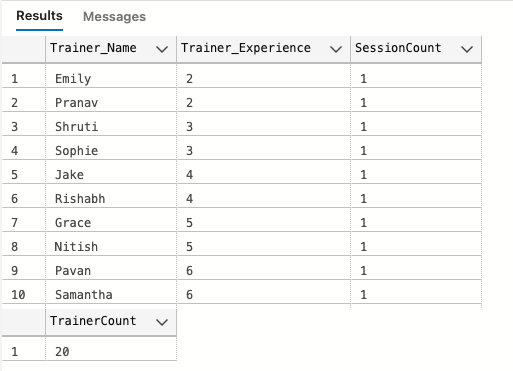 Results Messages
Trainer_Name Trainer_Experience SessionCount
1 Emily 2 1
2 Pranav 2 1
3 Shruti 3 1
4 Sophie 3 1
5 Jake 4 1
6 Rishabh 4 1
7 Grace 5 1
8 Nitish 5 1
9 Pavan 6 1
10 Samantha 6 1
TrainerCount
1 20